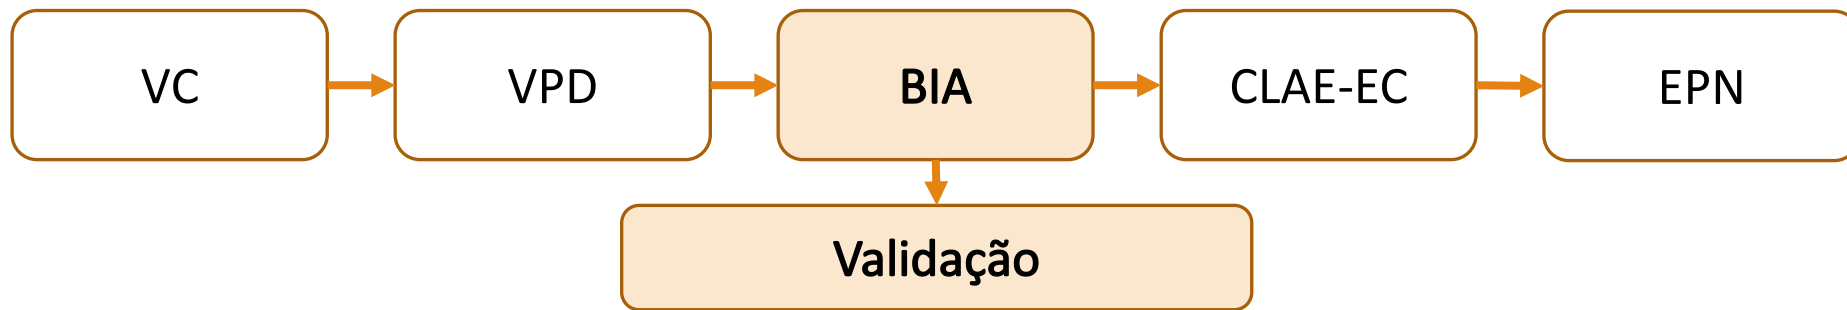 VC
VPD
BIA
CLAE-EC
EPN
Validação